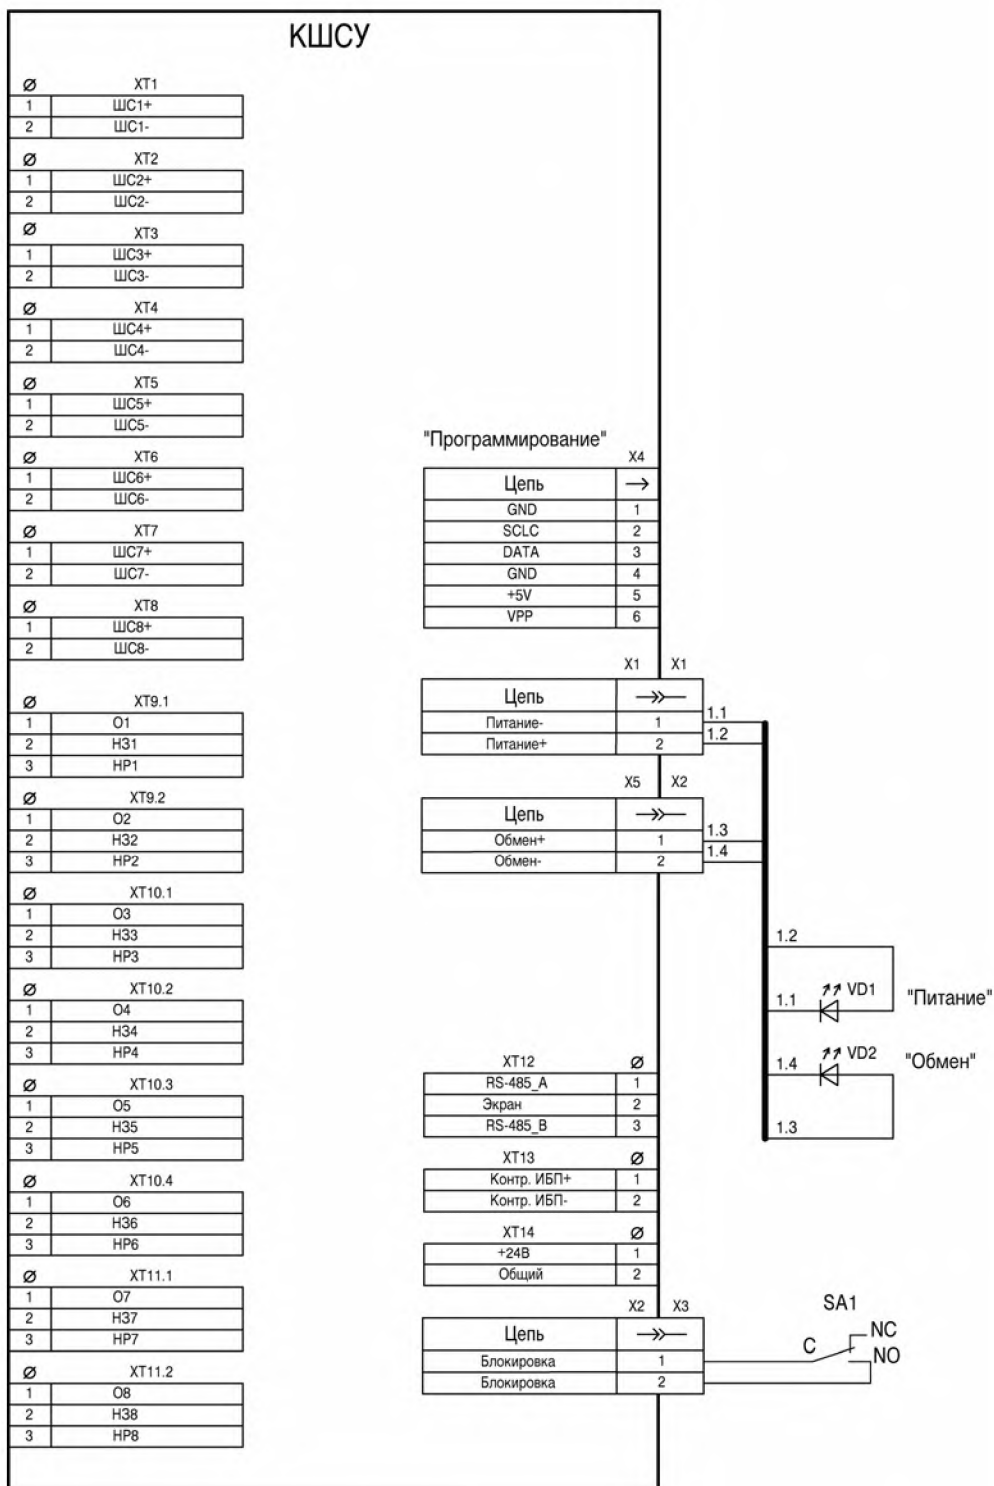 КШСУ
Ø XT1
1 ШС1+
2 ШС1-
Ø XT2
1 ШС2+
2 ШС2-
Ø XT3
1 ШС3+
2 ШС3-
Ø XT4
1 ШС4+
2 ШС4-
Ø XT5
1 ШС5+
2 ШС5-
Ø XT6
1 ШС6+
2 ШС6-
Ø XT7
1 ШС7+
2 ШС7-
Ø XT8
1 ШС8+
2 ШС8-
Ø XT9.1
1 О1
2 НЗ1
3 НР1
Ø XT9.2
1 О2
2 НЗ2
3 НР2
Ø XT10.1
1 О3
2 НЗ3
3 НР3
Ø XT10.2
1 О4
2 НЗ4
3 НР4
Ø XT10.3
1 О5
2 НЗ5
3 НР5
Ø XT10.4
1 О6
2 НЗ6
3 НР6
Ø XT11.1
1 О7
2 НЗ7
3 НР7
Ø XT11.2
1 О8
2 НЗ8
3 НР8
"Программирование"
X4
Цепь →
GND 1
SCLC 2
DATA 3
GND 4
+5V 5
VPP 6
X1 X1
Цепь
Питание- 1 1.1
Питание+ 2 1.2
X5 X2
Цепь
Обмен+ 1 1.3
Обмен- 2 1.4
1.2
1.1 VD1 "Питание"
1.4 VD2 "Обмен"
1.3
XT12 Ø
RS-485_A 1
Экран 2
RS-485_B 3
XT13 Ø
Контр. ИБП+ 1
Контр. ИБП- 2
XT14 Ø
+24В 1
Общий 2
X2 X3
Цепь
Блокировка 1
Блокировка 2
SA1
C NC
NO